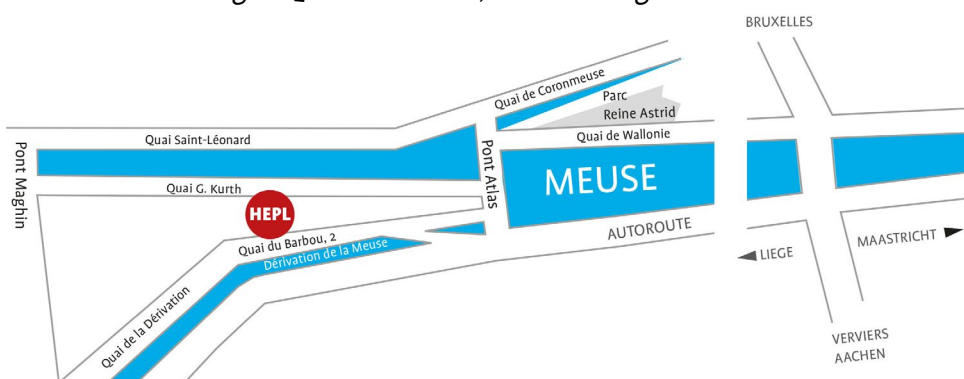 BRUXELLES
Quai de Coronmeuse
Parc
Reine Astrid
Quai Saint-Léonard
Quai de Wallonie
Pont Maghin
Pont Atlas
MEUSE
Quai G. Kurth
HEPL
AUTOROUTE
Quai du Barbou, 2
Dérivation de la Meuse
LIEGE
MAASTRICHT
Quai de la Dérivation
VERVIERS
AACHEN